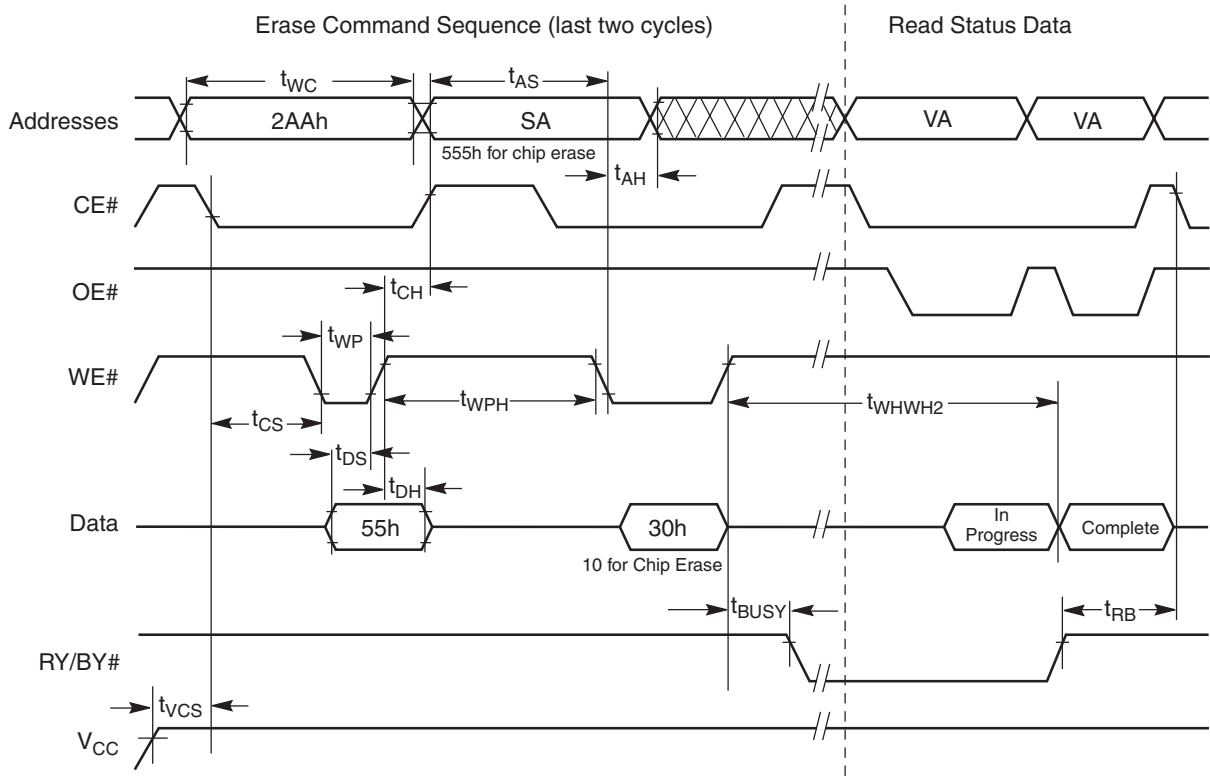 Erase Command Sequence (last two cycles)
Read Status Data
tWC
tAS
Addresses
2AAh
SA
VA
VA
555h for chip erase
tAH
CE#
OE#
tCH
tWP
WE#
tWPH
tWHWH2
tCS
tDS
tDH
Data
55h
30h
In
Progress
Complete
10 for Chip Erase
tBUSY
tRB
RY/BY#
tVCS
VCC